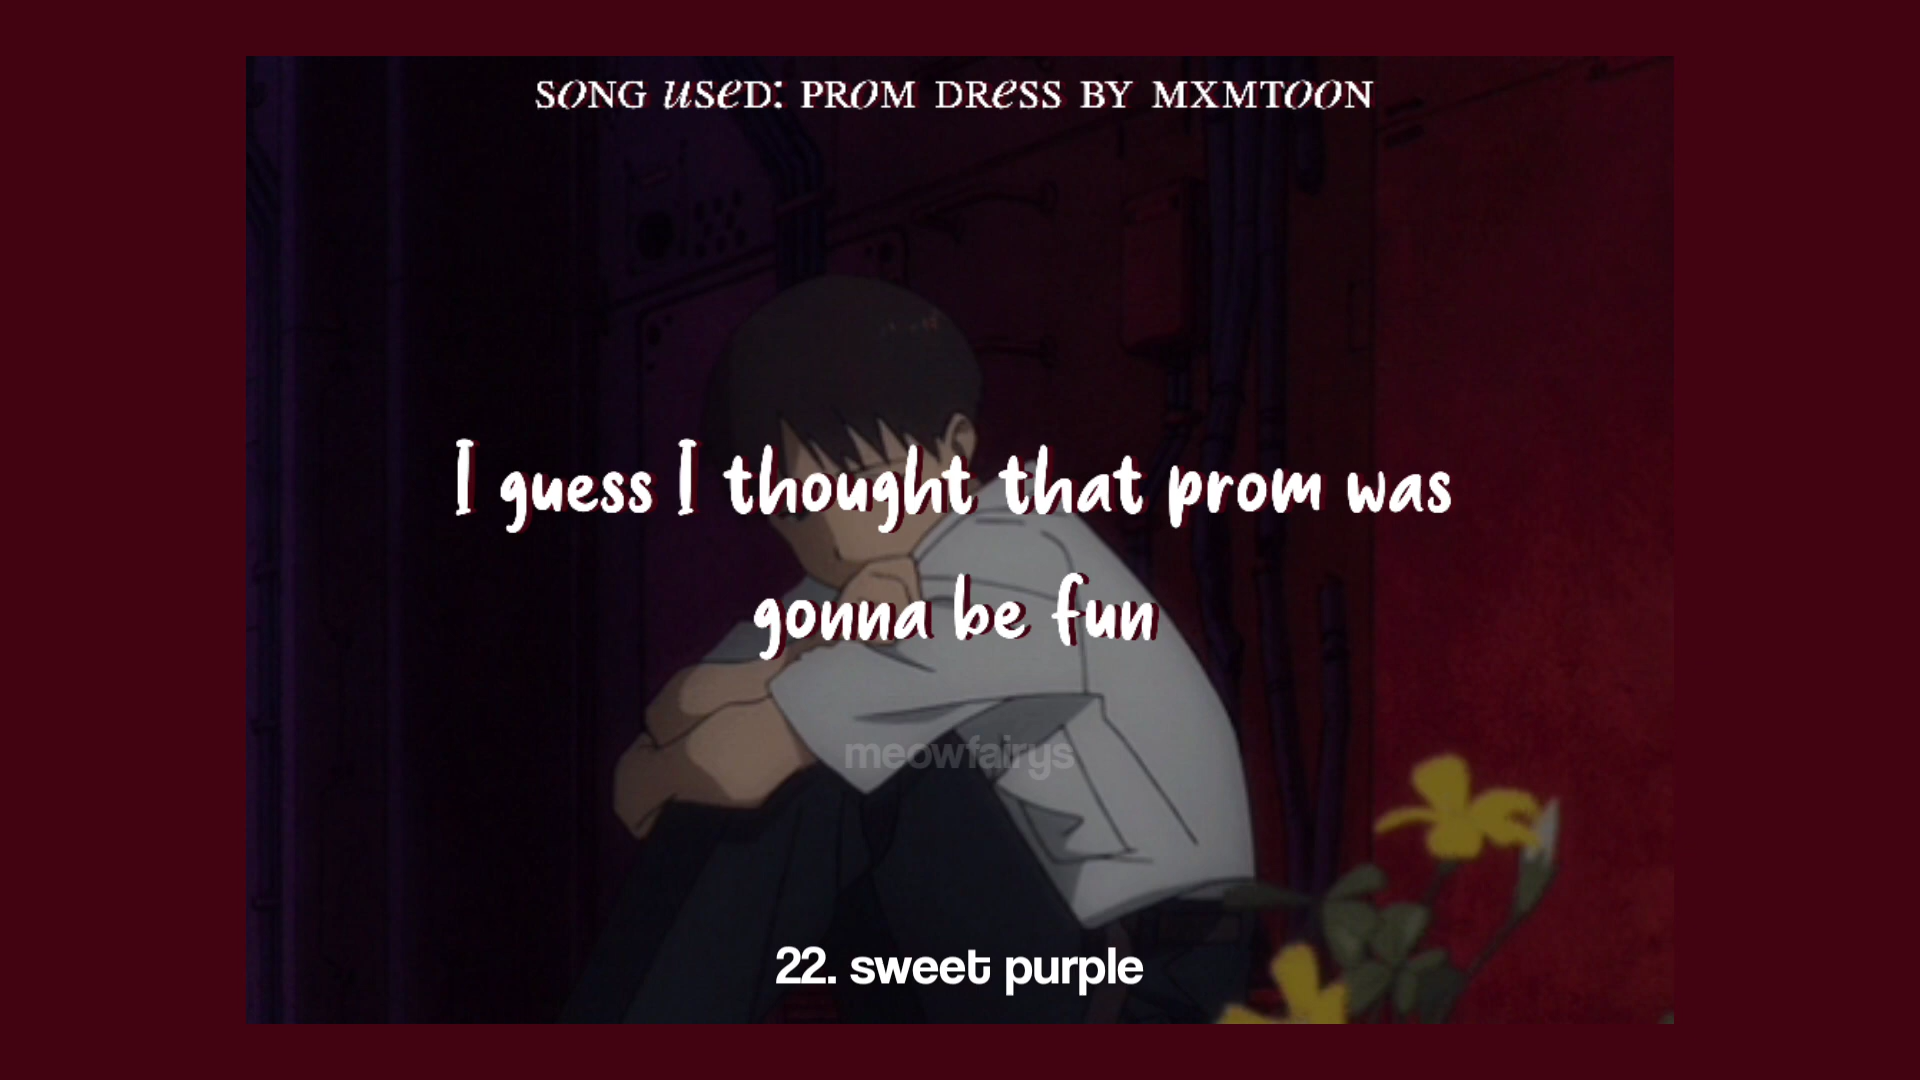 SONG USED: PROM DRESS BY MXMTOON
I guess I thought that prom was
gonna be fun
meowfairys
22. sweet purple